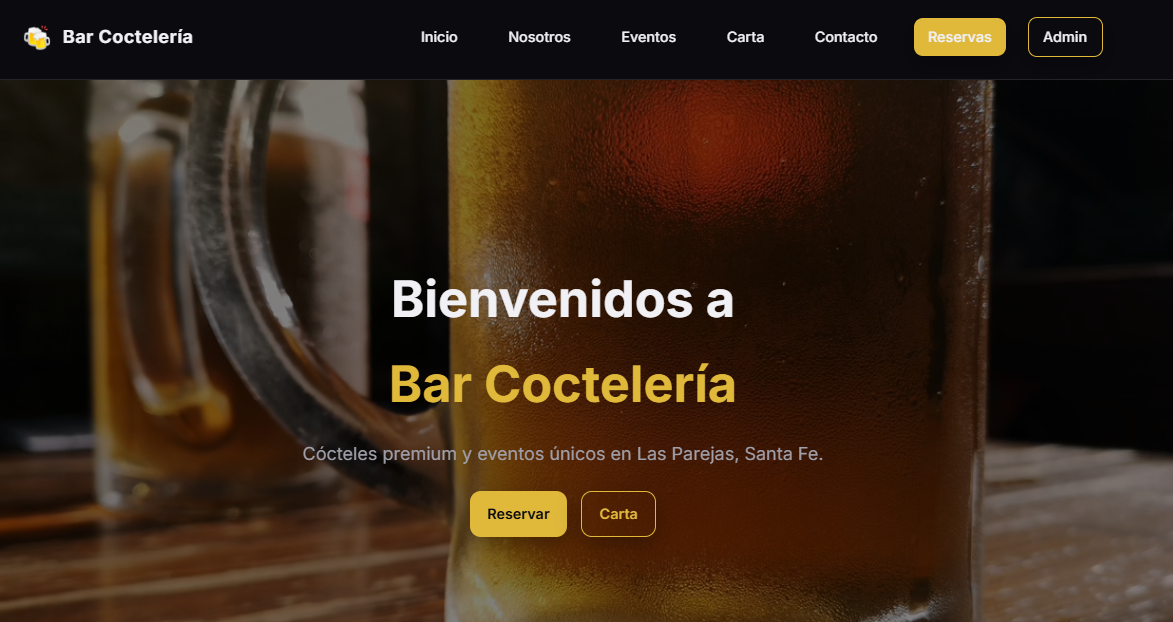 Bar Coctelería
Inicio Nosotros Eventos Carta Contacto Reservas Admin
Bienvenidos a
Bar Coctelería
Cócteles premium y eventos únicos en Las Parejas, Santa Fe.
Reservar Carta